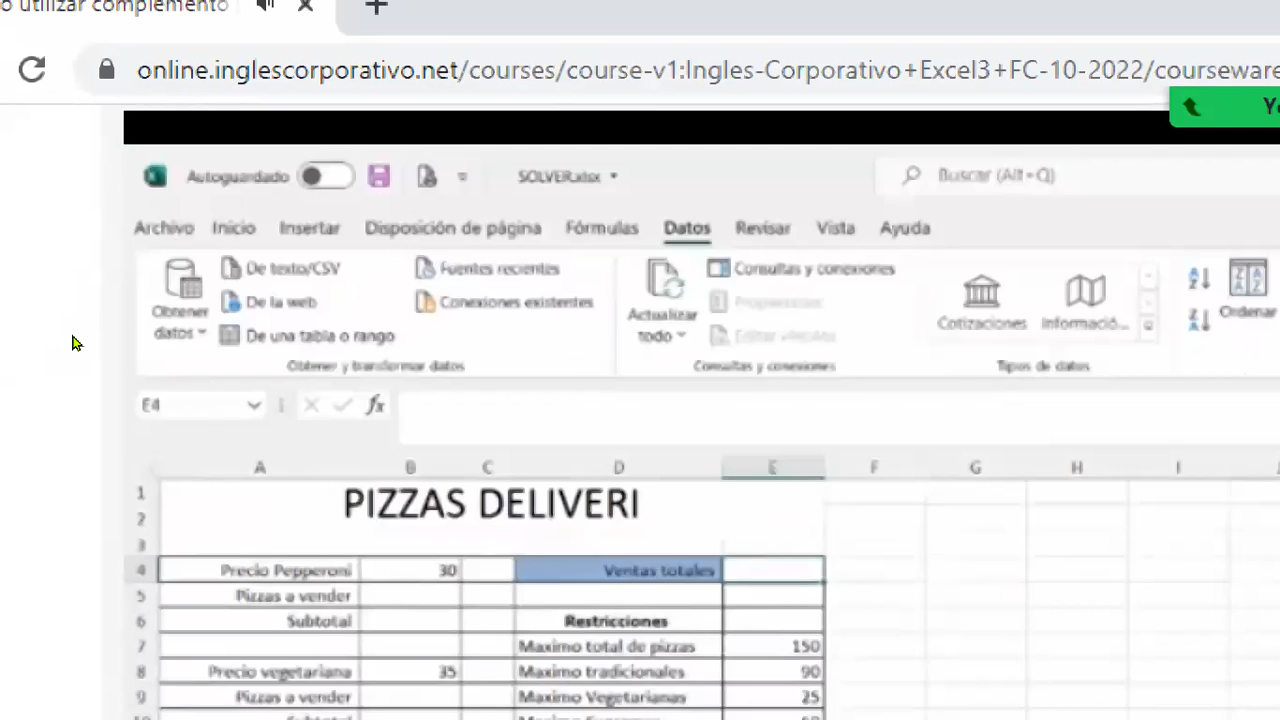 o utilizar complemento
online.inglescorporativo.net/courses/course-v1:Ingles-Corporativo+Excel3+FC-10-2022/courseware
Autoguardado
SOLVER.xlsx
Buscar (Alt+Q)
Archivo Inicio Insertar Disposición de página Fórmulas Datos Revisar Vista Ayuda
Obtener datos
De texto/CSV
De la web
De una tabla o rango
Fuentes recientes
Conexiones existentes
Obtener y transformar datos
Actualizar todo
Consultas y conexiones
Propiedades
Editar vínculos
Consultas y conexiones
Cotizaciones
Informació...
Tipos de datos
Ordenar
E4
fx
A B C D E F G H I
1 PIZZAS DELIVERI
2
3
4 Precio Pepperoni 30 Ventas totales
5 Pizzas a vender
6 Subtotal Restricciones
7 Maximo total de pizzas 150
8 Precio vegetariana 35 Maximo tradicionales 90
9 Pizzas a vender Maximo Vegetarianas 25